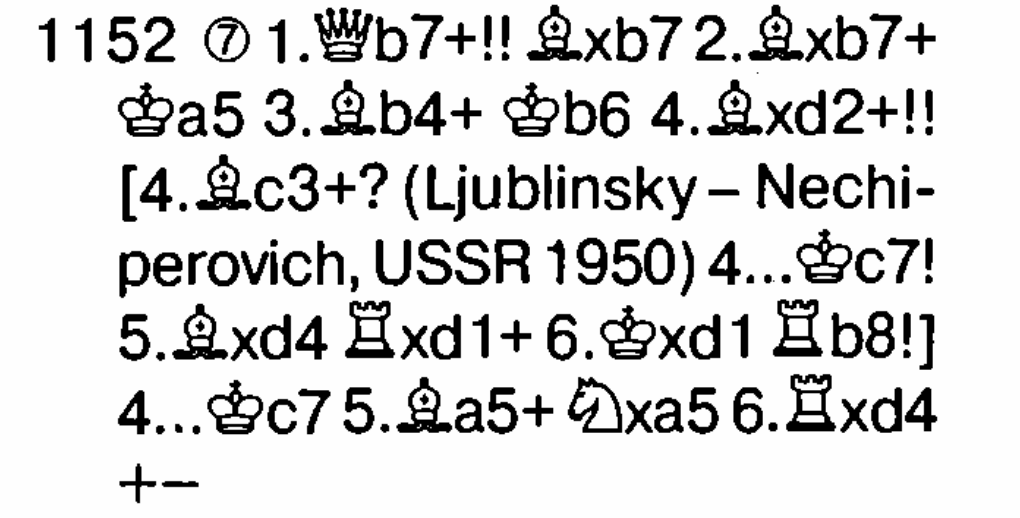 1152 ⑦ 1.♕b7+!! ♗xb7 2.♗xb7+
♔a5 3.♗b4+ ♔b6 4.♗xd2+!!
[4.♗c3+? (Ljublinsky – Nechi-
perovich, USSR 1950) 4...♔c7!
5.♗xd4 ♖xd1+ 6.♔xd1 ♖b8!]
4...♔c7 5.♗a5+ ♘xa5 6.♖xd4
+–